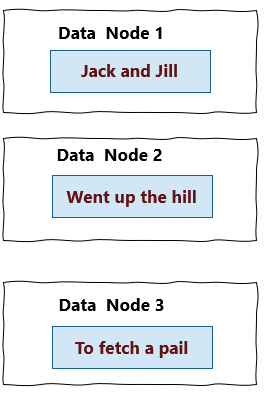 Data Node 1
Jack and Jill
Data Node 2
Went up the hill
Data Node 3
To fetch a pail